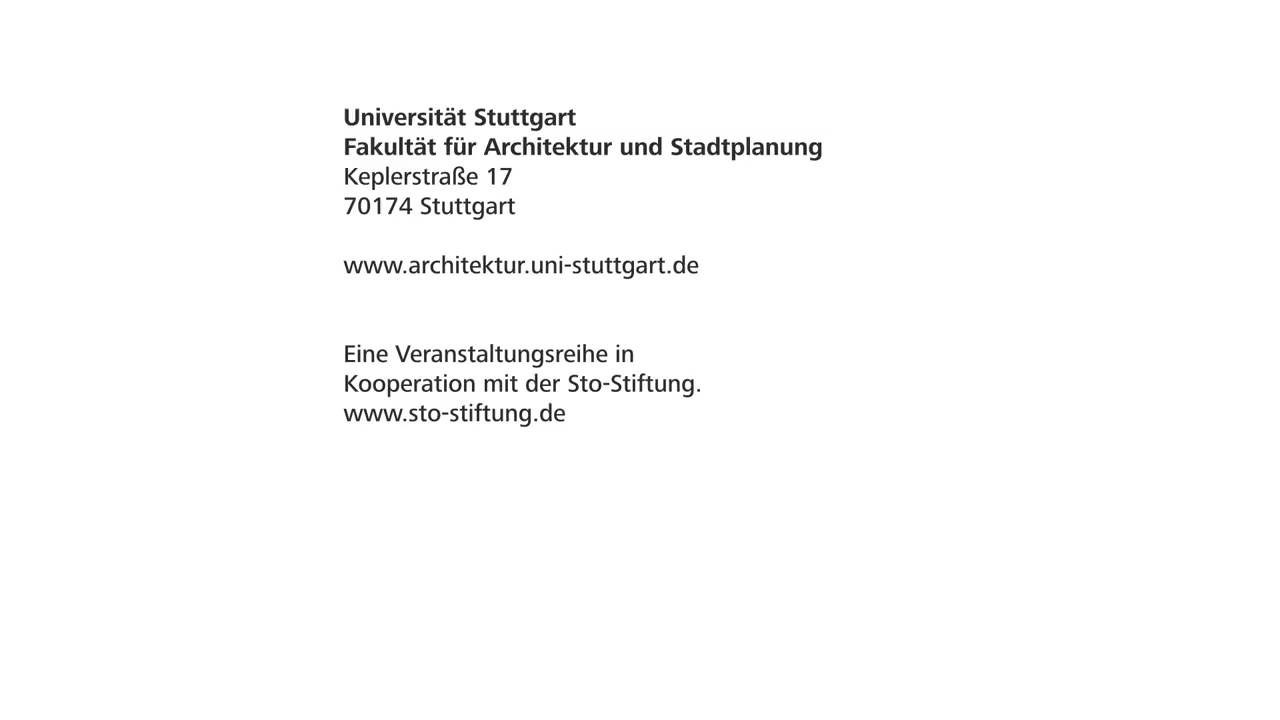 Universität Stuttgart
Fakultät für Architektur und Stadtplanung
Keplerstraße 17
70174 Stuttgart
www.architektur.uni-stuttgart.de
Eine Veranstaltungsreihe in
Kooperation mit der Sto-Stiftung.
www.sto-stiftung.de